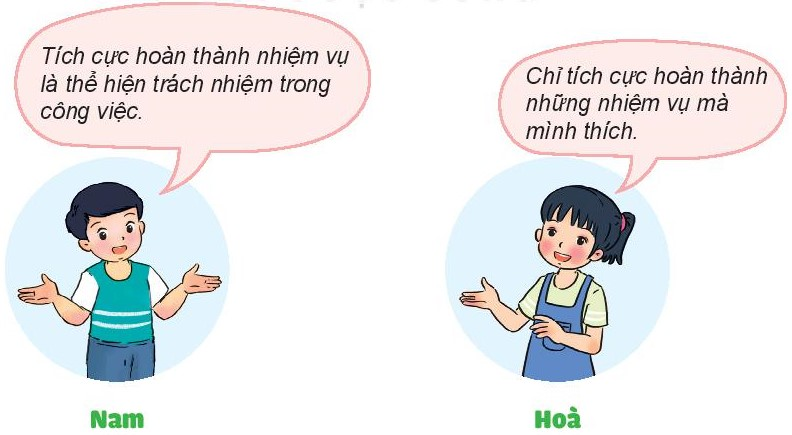 Tích cực hoàn thành nhiệm vụ
là thể hiện trách nhiệm trong
công việc.
Chỉ tích cực hoàn thành
những nhiệm vụ mà
mình thích.
Nam
Hoà